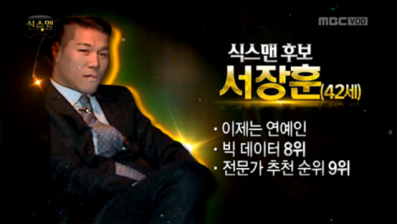 식스맨
MBC VOD
식스맨 후보
서장훈(42세)
• 이제는 연예인
• 빅 데이터 8위
• 전문가 추천 순위 9위